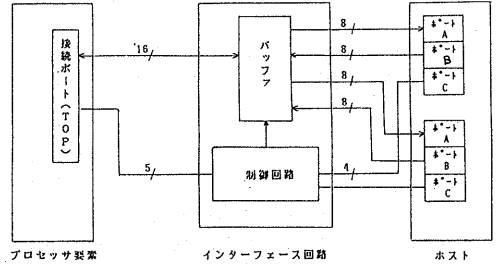 接続ポート(TOP)
16
5
バッファ
制御回路
8
8
8
8
4
ポート
A
ポート
B
ポート
C
ポート
A
ポート
B
ポート
C
プロセッサ要素
インターフェース回路
ホスト